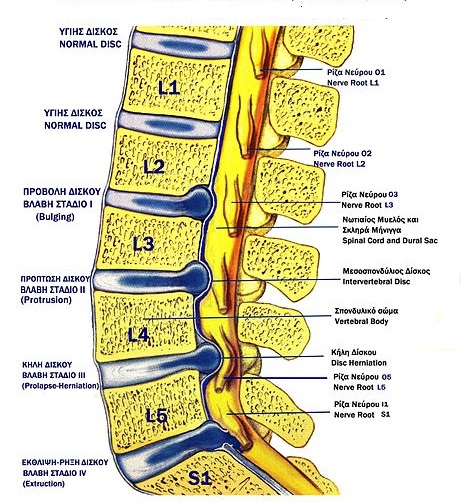 ΥΓΙΗΣ ΔΙΣΚΟΣ
NORMAL DISC
L1
ΥΓΙΗΣ ΔΙΣΚΟΣ
NORMAL DISC
L2
ΠΡΟΒΟΛΗ ΔΙΣΚΟΥ
ΒΛΑΒΗ ΣΤΑΔΙΟ Ι
(Bulging)
L3
ΠΡΟΠΤΩΣΗ ΔΙΣΚΟΥ
ΒΛΑΒΗ ΣΤΑΔΙΟ ΙΙ
(Protrusion)
L4
ΚΗΛΗ ΔΙΣΚΟΥ
ΒΛΑΒΗ ΣΤΑΔΙΟ ΙΙΙ
(Prolapse-Herniation)
L5
ΕΚΘΛΙΨΗ-ΡΗΞΗ ΔΙΣΚΟΥ
ΒΛΑΒΗ ΣΤΑΔΙΟ IV
(Extruction)
S1
Ρίζα Νεύρου Ο1
Nerve Root L1
Ρίζα Νεύρου Ο2
Nerve Root L2
Ρίζα Νεύρου Ο3
Nerve Root L3
Νωτιαίος Μυελός και
Σκληρά Μήνιγγα
Spinal Cord and Dural Sac
Μεσοσπονδύλιος Δίσκος
Intervertebral Disc
Σπονδυλικό σώμα
Vertebral Body
Κήλη Δίσκου
Disc Herniation
Ρίζα Νεύρου Ο5
Nerve Root L5
Ρίζα Νεύρου Ι1
Nerve Root S1